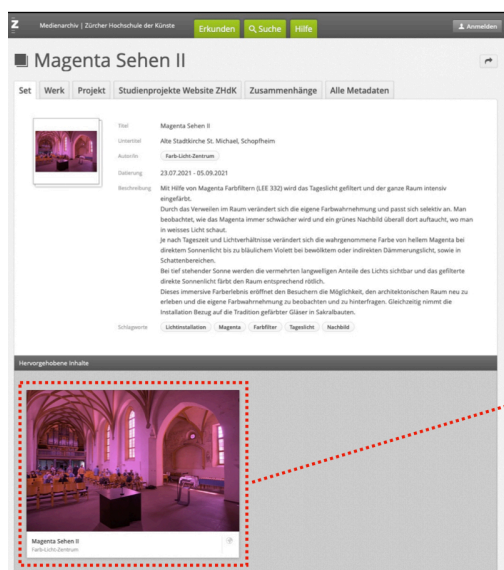 Z
Medienarchiv | Zürcher Hochschule der Künste
Erkunden
Suche
Hilfe
Anmelden
Magenta Sehen II
Set
Werk
Projekt
Studienprojekte Website ZHdK
Zusammenhänge
Alle Metadaten
Titel Magenta Sehen II
Untertitel Alte Stadtkirche St. Michael, Schopfheim
Autor/in Farb-Licht-Zentrum
Datierung 23.07.2021 - 05.09.2021
Beschreibung Mit Hilfe von Magenta Farbfiltern (LEE 332) wird das Tageslicht gefiltert und der ganze Raum intensiv
eingefärbt.
Durch das Verweilen im Raum verändert sich die eigene Farbwahrnehmung und passt sich selektiv an. Man
beobachtet, wie das Magenta immer schwächer wird und ein grünes Nachbild überall dort auftaucht, wo man
in weisses Licht schaut.
Je nach Tageszeit und Lichtverhältnisse verändert sich die wahrgenommene Farbe von hellem Magenta bei
direktem Sonnenlicht bis zu bläulichem Violett bei bewölktem oder indirekten Dämmerungslicht, sowie in
Schattenbereichen.
Bei tief stehender Sonne werden die vermehrten langwelligen Anteile des Lichts sichtbar und das gefilterte
direkte Sonnenlicht färbt den Raum entsprechend rötlich.
Dieses immersive Farberlebnis eröffnet den Besuchern die Möglichkeit, den architektonischen Raum neu zu
erleben und die eigene Farbwahrnehmung zu beobachten und zu hinterfragen. Gleichzeitig nimmt die
Installation Bezug auf die Tradition gefärbter Gläser in Sakralbauten.
Schlagworte Lichtinstallation Magenta Farbfilter Tageslicht Nachbild
Hervorgehobene Inhalte
Magenta Sehen II
Farb-Licht-Zentrum